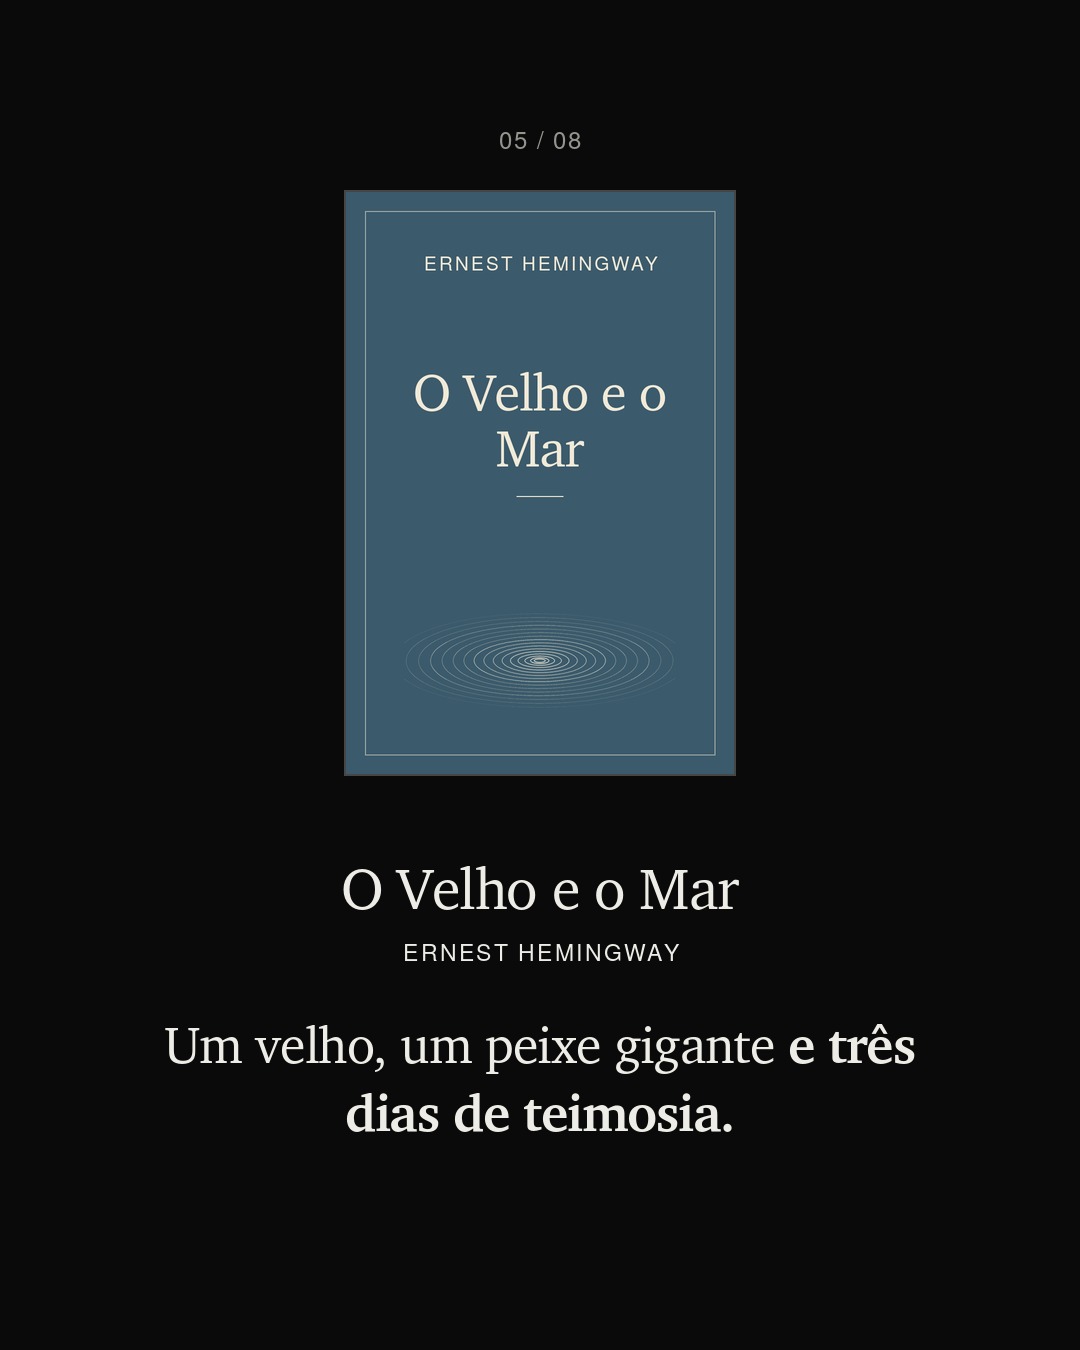 05 / 08
ERNEST HEMINGWAY
O Velho e o
Mar
O Velho e o Mar
ERNEST HEMINGWAY
Um velho, um peixe gigante e três
dias de teimosia.